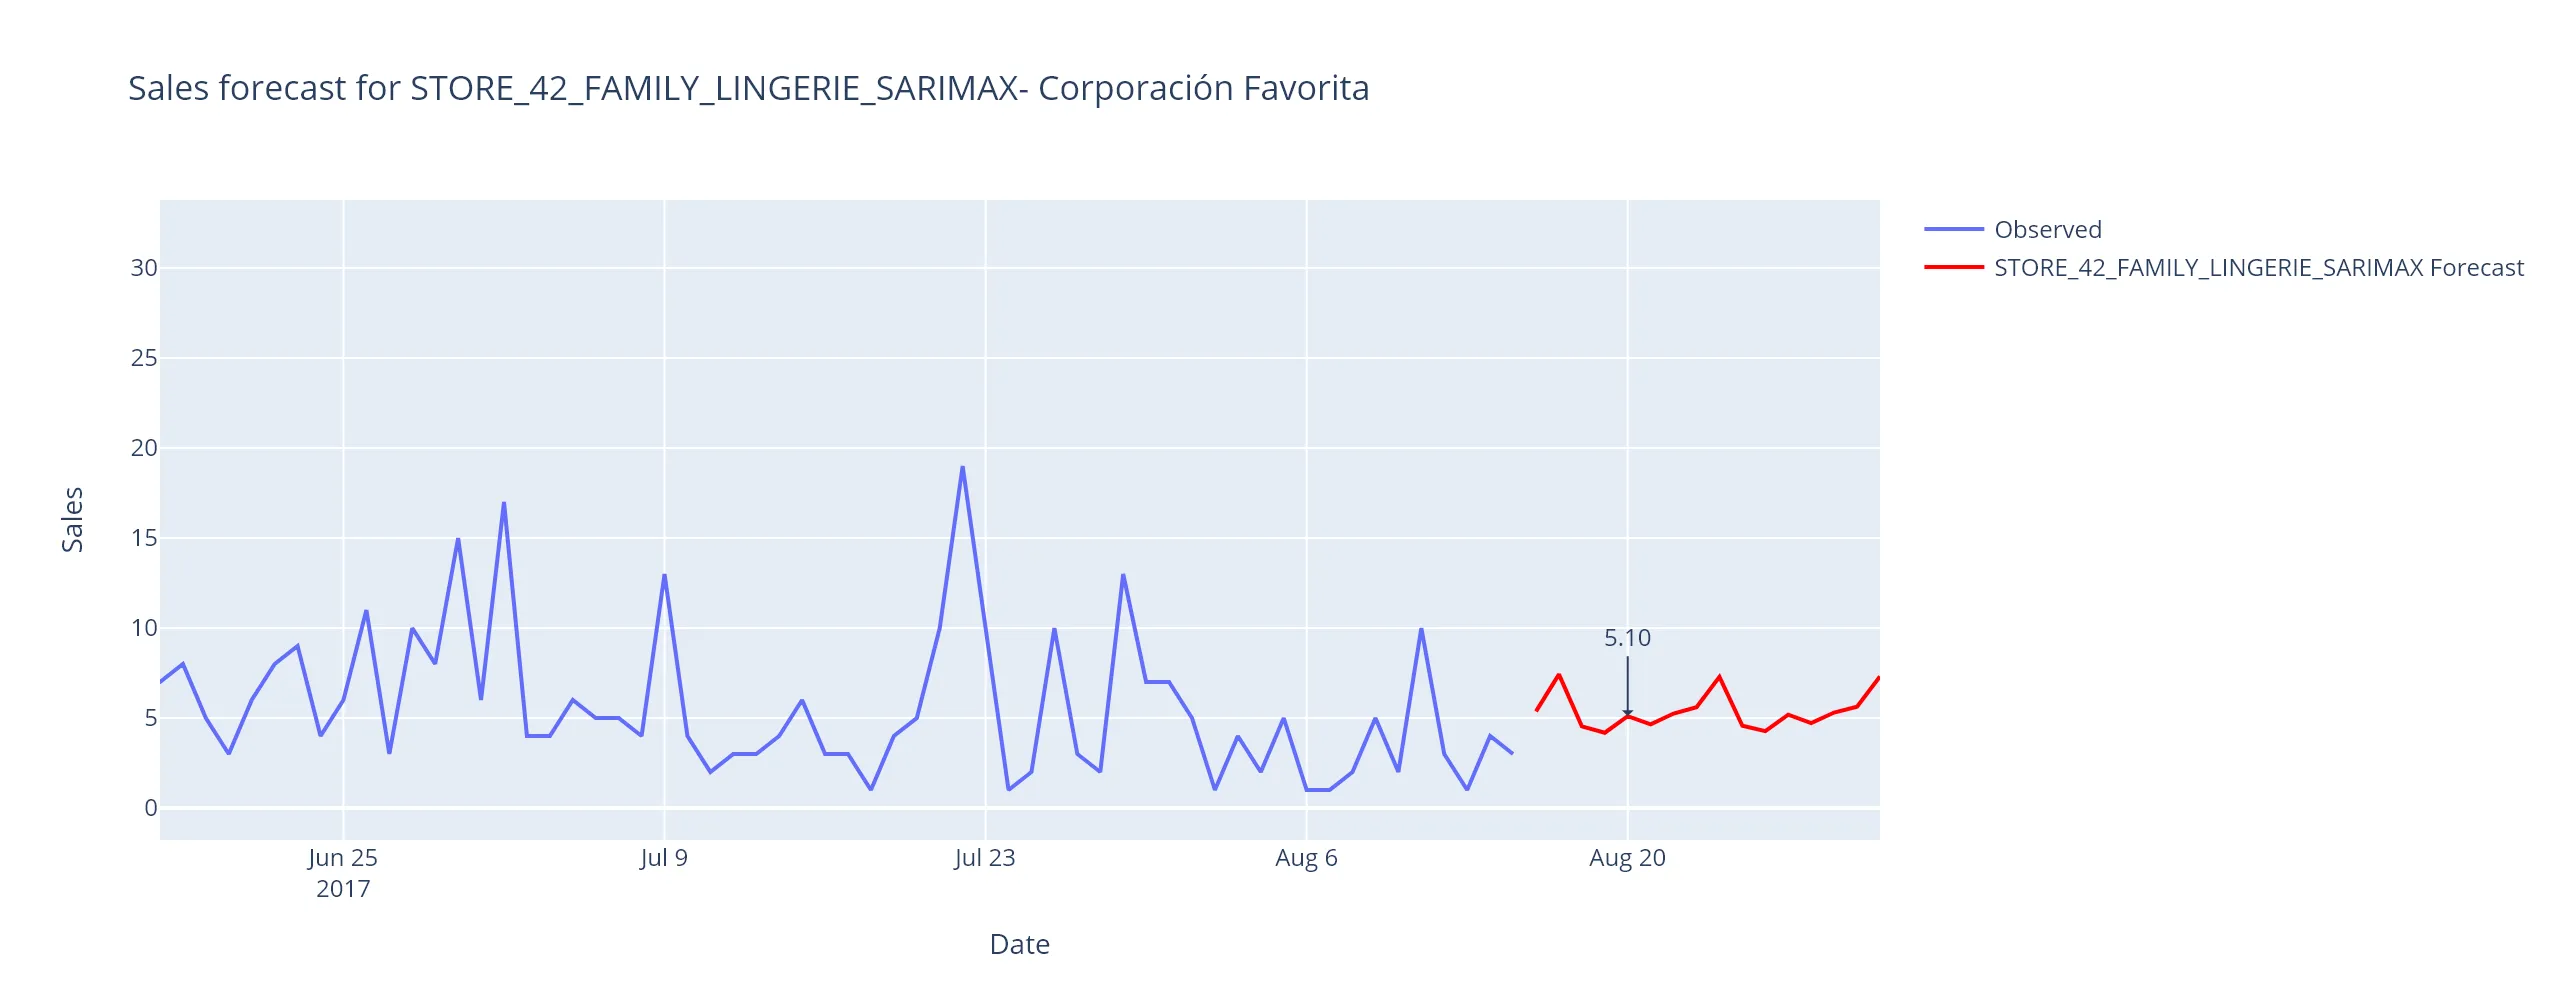 Sales forecast for STORE_42_FAMILY_LINGERIE_SARIMAX- Corporación Favorita
Observed
STORE_42_FAMILY_LINGERIE_SARIMAX Forecast
30
25
20
15
10
5
0
Sales
5.10
Jun 25
2017
Jul 9
Jul 23
Aug 6
Aug 20
Date